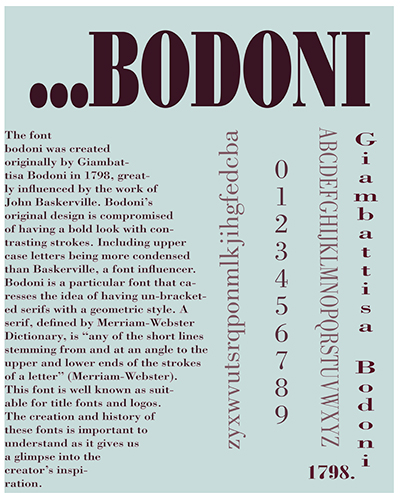 ...BODONI
The font
bodoni was created
originally by Giambat-
tisa Bodoni in 1798, great-
ly influenced by the work of
John Baskerville. Bodoni's
original design is compromised
of having a bold look with con-
trasting strokes. Including upper
case letters being more condensed
than Baskerville, a font influencer.
Bodoni is a particular font that ca-
resses the idea of having un-bracket-
ed serifs with a geometric style. A
serif, defined by Merriam-Webster
Dictionary, is “any of the short lines
stemming from and at an angle to the
upper and lower ends of the strokes
of a letter” (Merriam-Webster).
This font is well known as suit-
able for title fonts and logos.
The creation and history of
these fonts is important to
understand as it gives us
a glimpse into the
creator's inspi-
ration.
zyxwvutsrqponmlkjihgfedcba
0
1
2
3
4
5
6
7
8
9
ABCDEFGHIJKLMNOPQRSTUVWXYZ
Giambattisa Bodoni
1798.